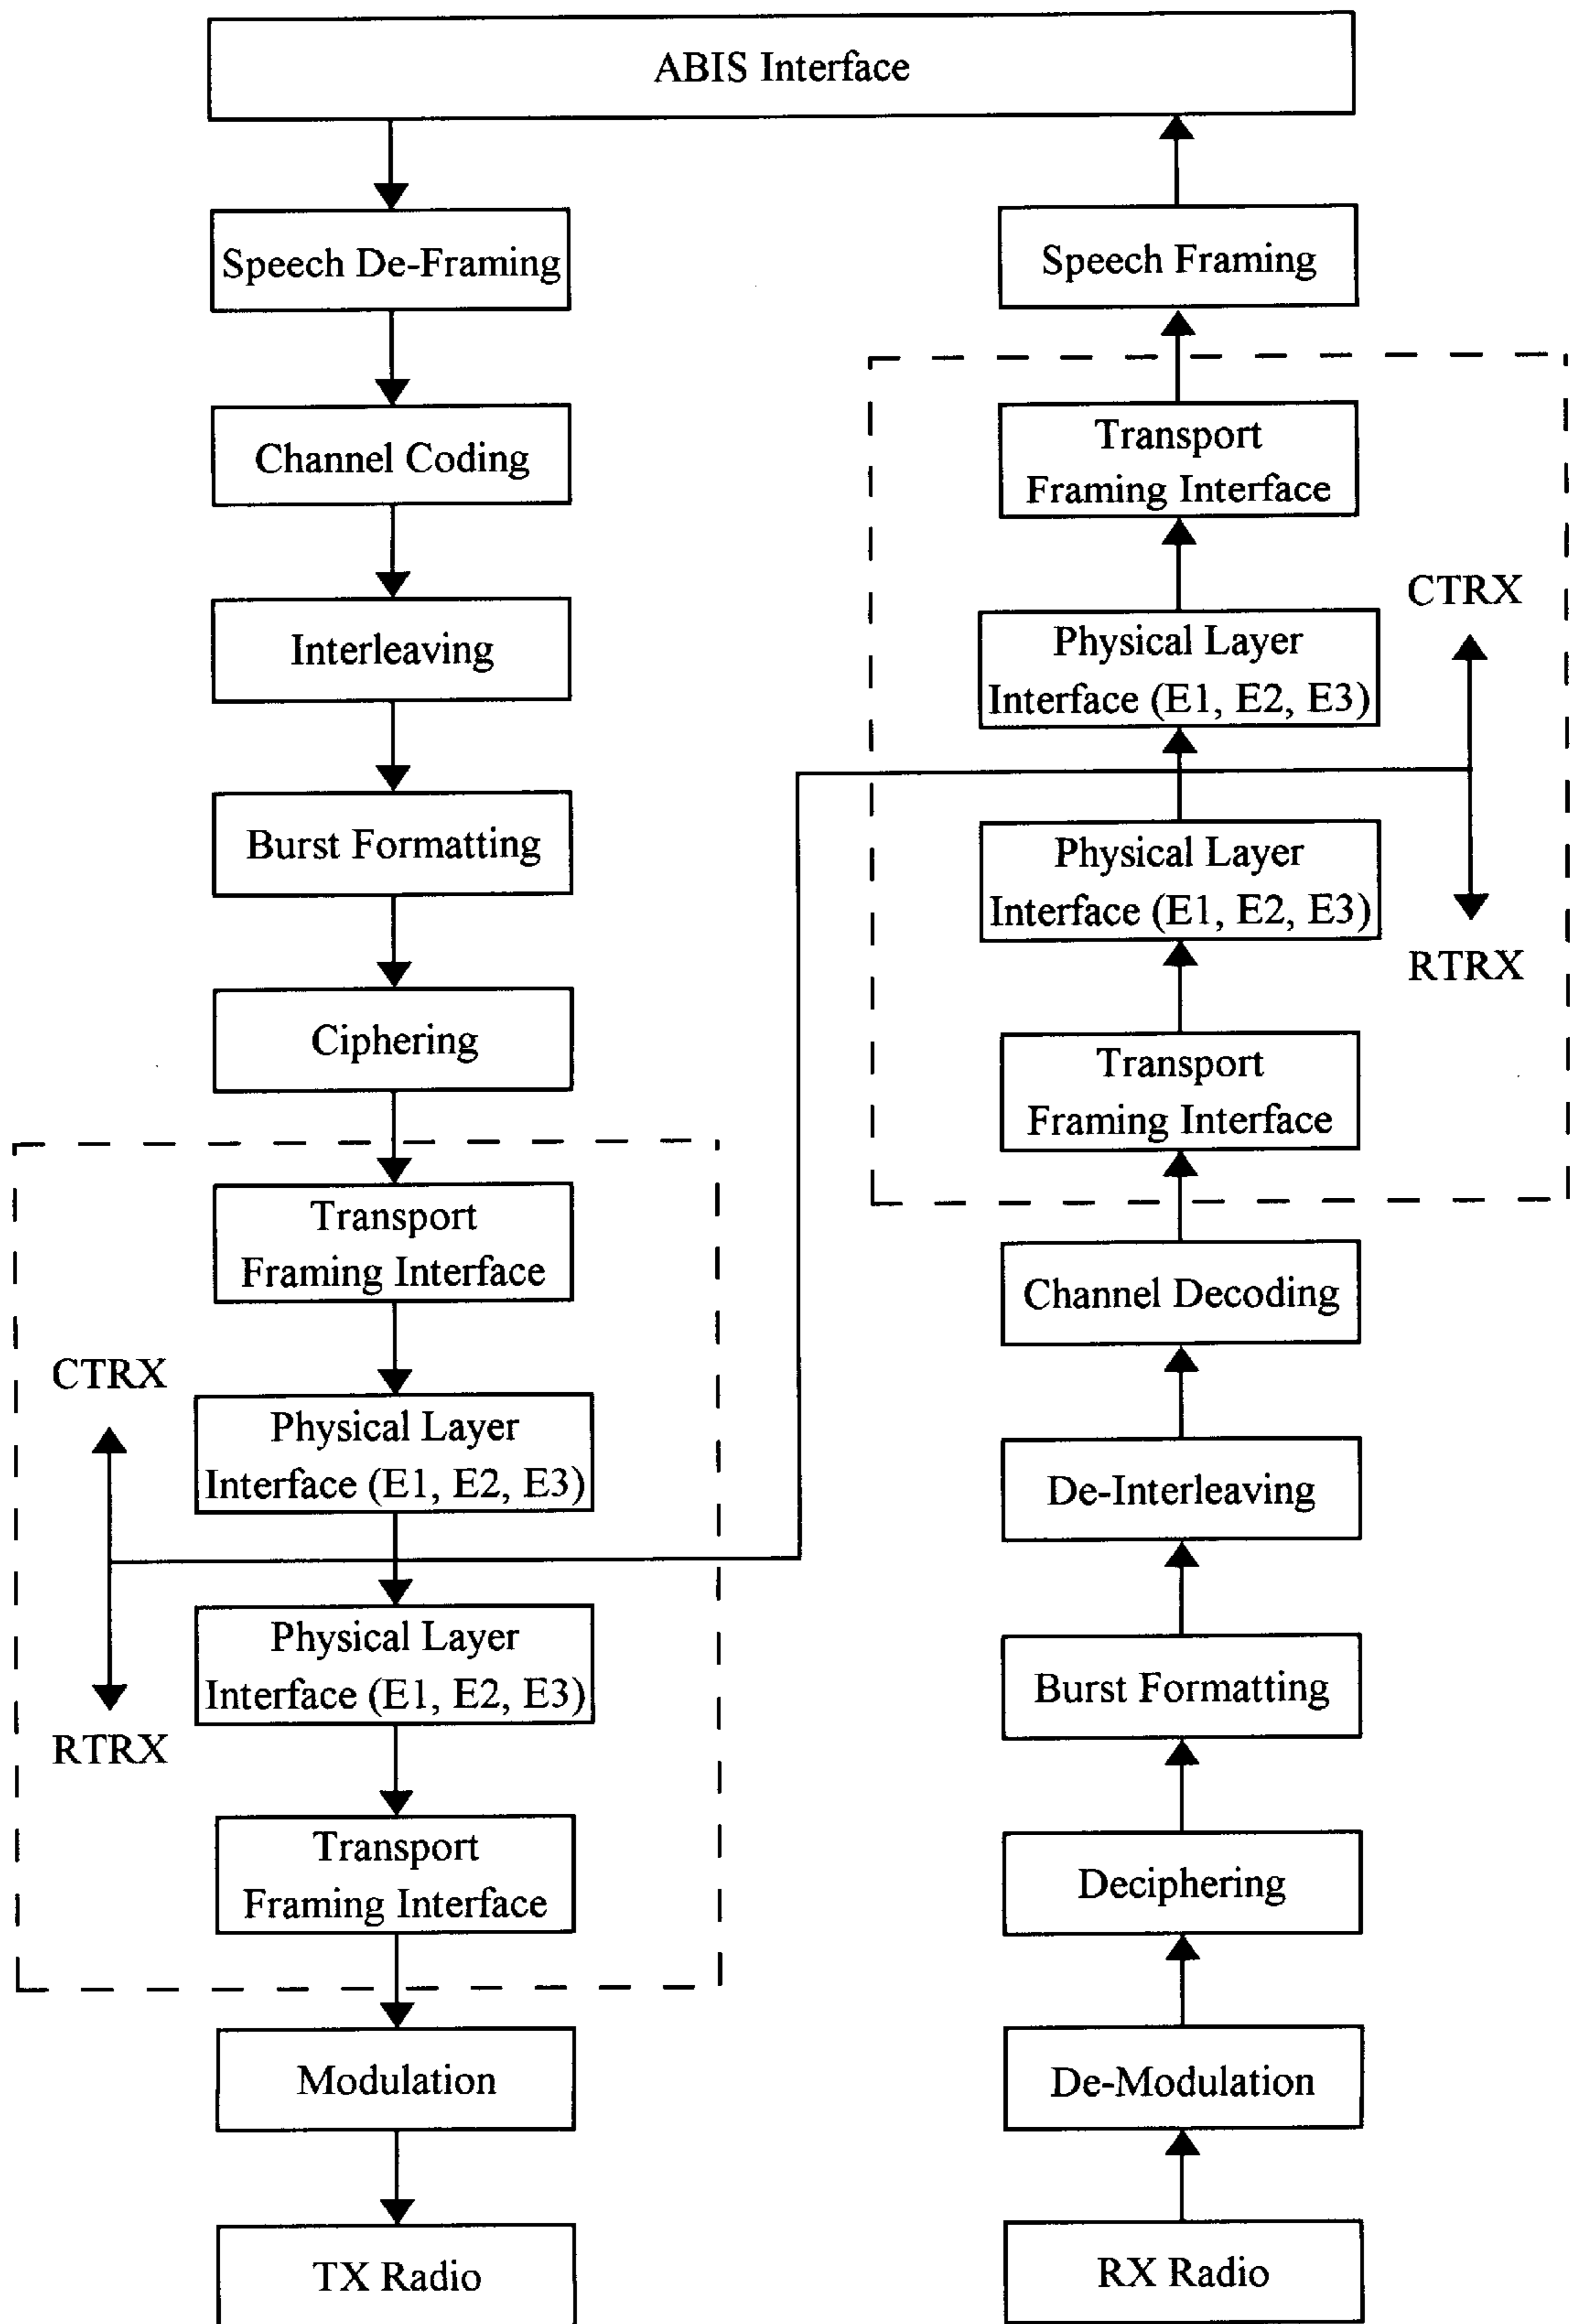 ABIS Interface
Speech De-Framing
Channel Coding
Interleaving
Burst Formatting
Ciphering
Transport
Framing Interface
CTRX
Physical Layer
Interface (E1, E2, E3)
Physical Layer
Interface (E1, E2, E3)
RTRX
Transport
Framing Interface
Modulation
TX Radio
Speech Framing
Transport
Framing Interface
CTRX
Physical Layer
Interface (E1, E2, E3)
Physical Layer
Interface (E1, E2, E3)
RTRX
Transport
Framing Interface
Channel Decoding
De-Interleaving
Burst Formatting
Deciphering
De-Modulation
RX Radio